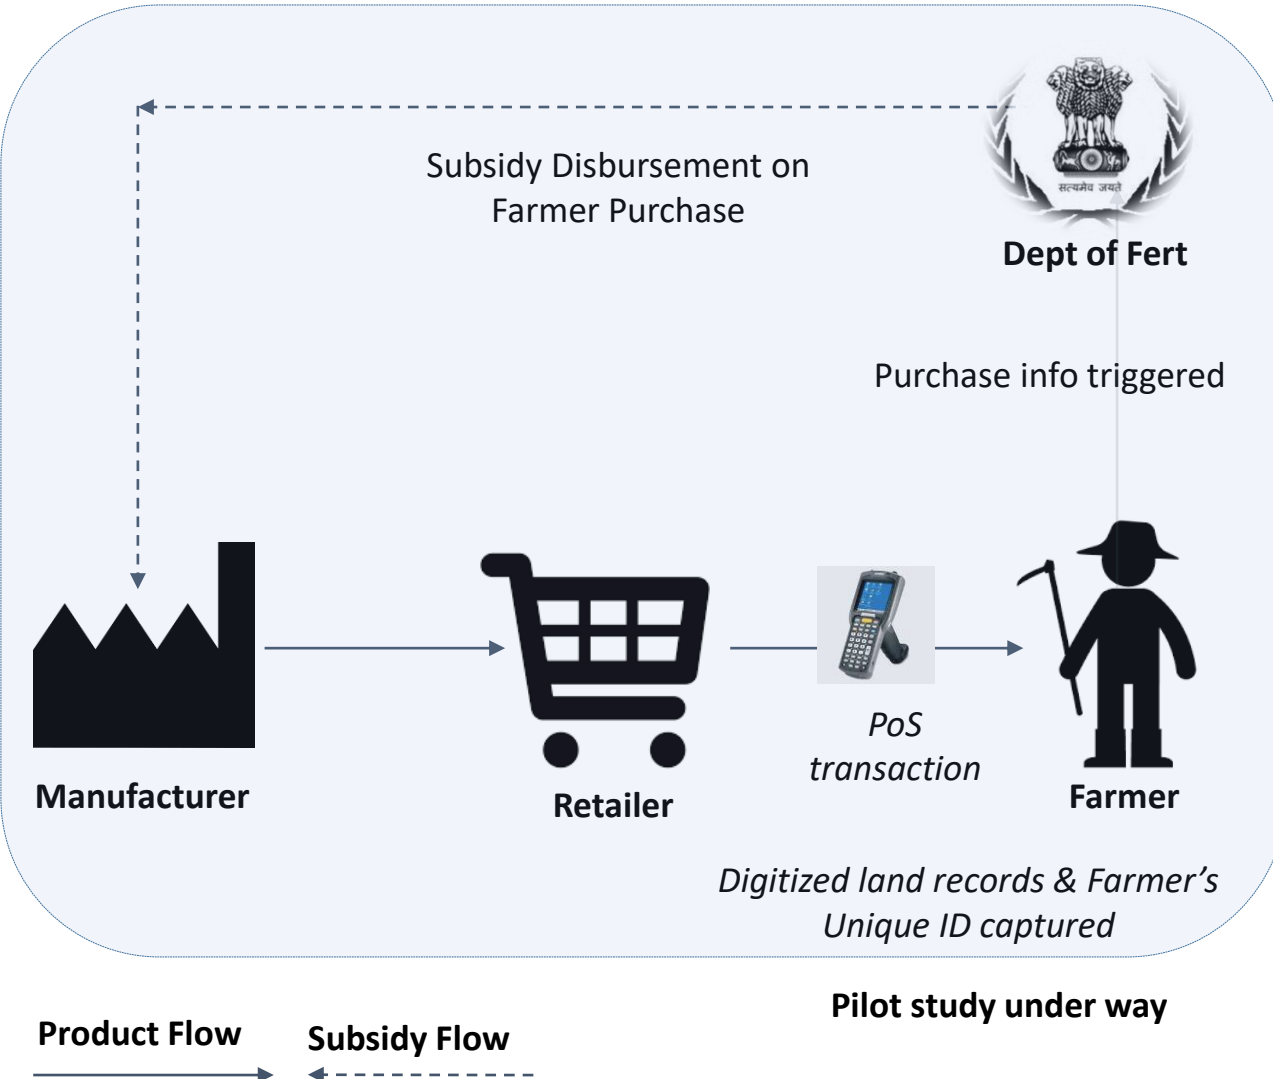 Subsidy Disbursement on
Farmer Purchase
सत्यमेव जयते
Dept of Fert
Purchase info triggered
PoS
transaction
Manufacturer
Retailer
Farmer
Digitized land records & Farmer's
Unique ID captured
Pilot study under way
Product Flow
Subsidy Flow